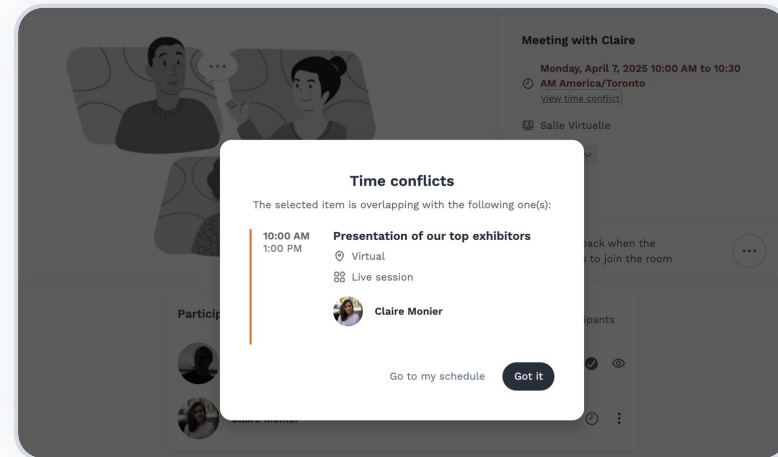 Meeting with Claire
Monday, April 7, 2025 10:00 AM to 10:30
AM America/Toronto
View time conflict
Salle Virtuelle
Time conflicts
The selected item is overlapping with the following one(s):
10:00 AM
1:00 PM
Presentation of our top exhibitors
Virtual
Live session
Claire Monier
back when the
to join the room
Go to my schedule
Got it